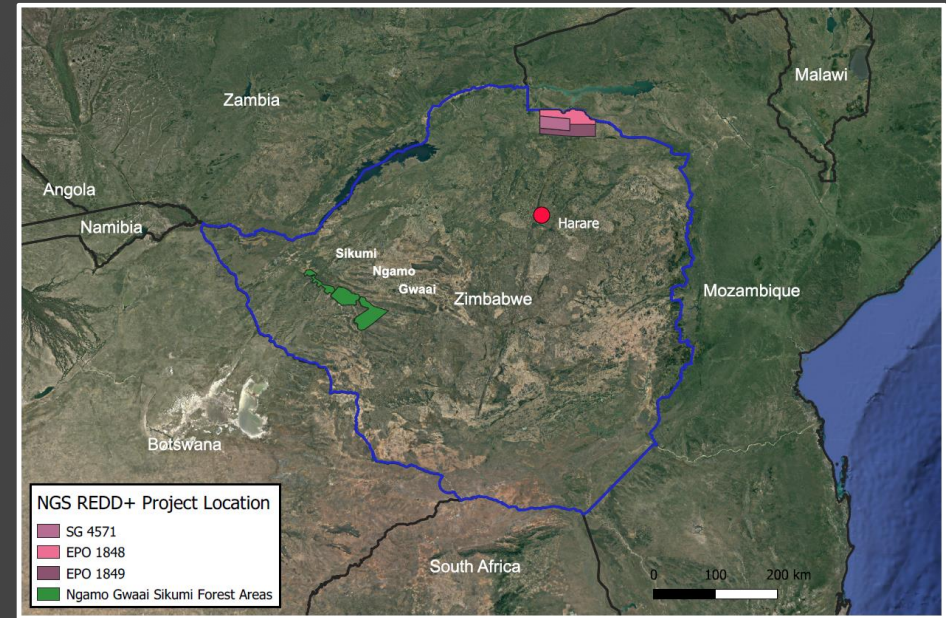 Malawi
Zambia
Angola
Namibia
Harare
Sikumi
Ngamo
Gwaai
Zimbabwe
Mozambique
Botswana
NGS REDD+ Project Location
SG 4571
EPO 1848
EPO 1849
Ngamo Gwaai Sikumi Forest Areas
South Africa
0 100 200 km